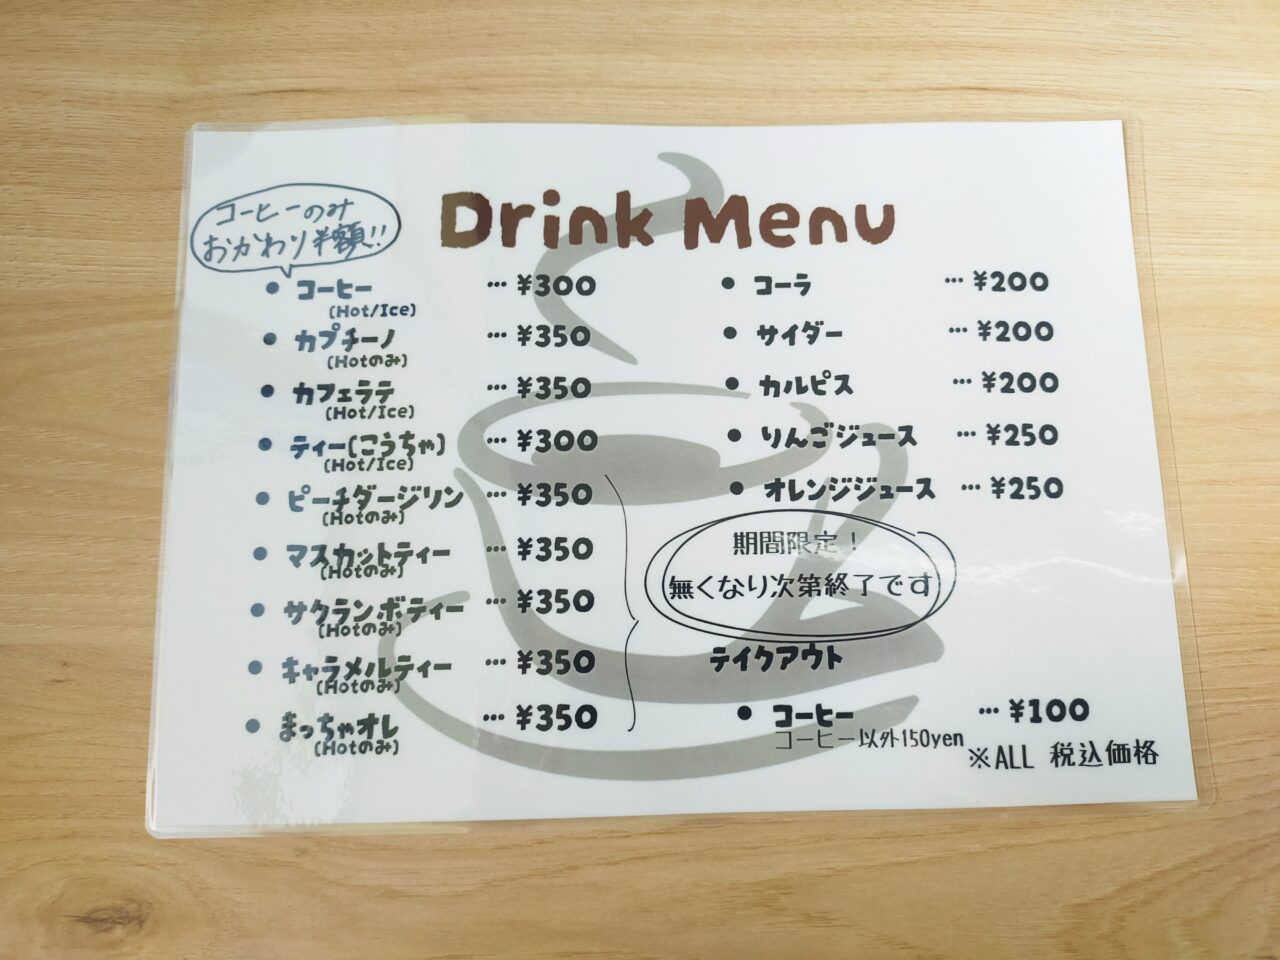 Drink Menu
コーヒーのみ
おかわり半額!!
• コーヒー … ¥300
(Hot/Ice)
• カプチーノ … ¥350
(Hotのみ)
• カフェラテ … ¥350
(Hot/Ice)
• ティー(こうちゃ) … ¥300
(Hot/Ice)
• ピーチダージリン … ¥350
(Hotのみ)
• マスカットティー … ¥350
(Hotのみ)
• サクランボティー … ¥350
(Hotのみ)
• キャラメルティー … ¥350
(Hotのみ)
• まっちゃオレ … ¥350
(Hotのみ)
• コーラ … ¥200
• サイダー … ¥200
• カルピス … ¥200
• りんごジュース … ¥250
• オレンジジュース … ¥250
期間限定！
無くなり次第終了です
テイクアウト
• コーヒー … ¥100
コーヒー以外150yen
※ALL 税込価格